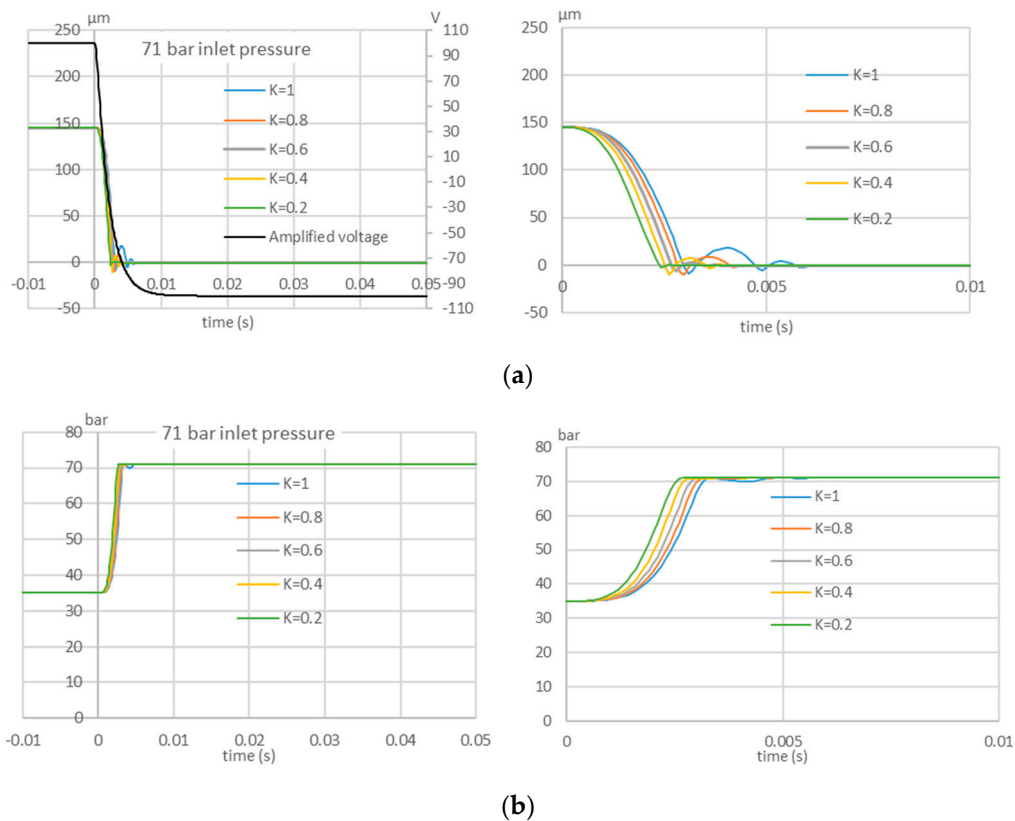 µm
V
71 bar inlet pressure
250
200
150
100
50
0
-50
110
90
70
50
30
10
-10
-30
-50
-70
-90
-110
K=1
K=0.8
K=0.6
K=0.4
K=0.2
Amplified voltage
-0.01
0
0.01
0.02
0.03
0.04
0.05
time (s)
µm
250
200
150
100
50
0
-50
K=1
K=0.8
K=0.6
K=0.4
K=0.2
0.005
0.01
time (s)
(a)
bar
71 bar inlet pressure
80
70
60
50
40
30
20
10
0
K=1
K=0.8
K=0.6
K=0.4
K=0.2
-0.01
0
0.01
0.02
0.03
0.04
0.05
time (s)
bar
80
70
60
50
40
30
20
10
0
K=1
K=0.8
K=0.6
K=0.4
K=0.2
0
0.005
0.01
time (s)
(b)